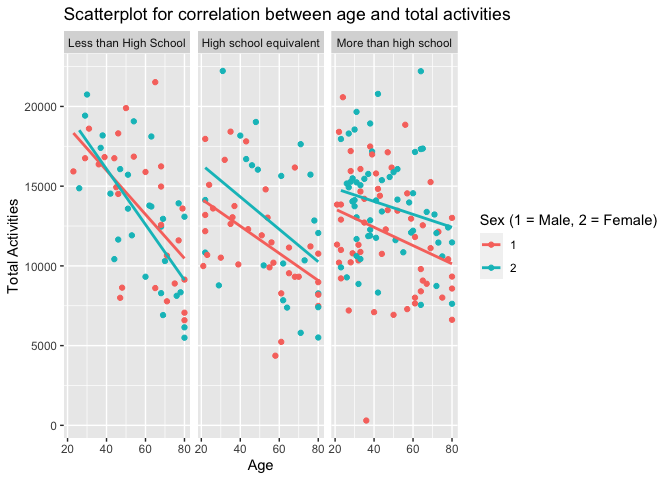 Scatterplot for correlation between age and total activities
Less than High School
High school equivalent
More than high school
Total Activities
20000
15000
10000
5000
0
20 40 60 80 20 40 60 80 20 40 60 80
Age
Sex (1 = Male, 2 = Female)
1
2